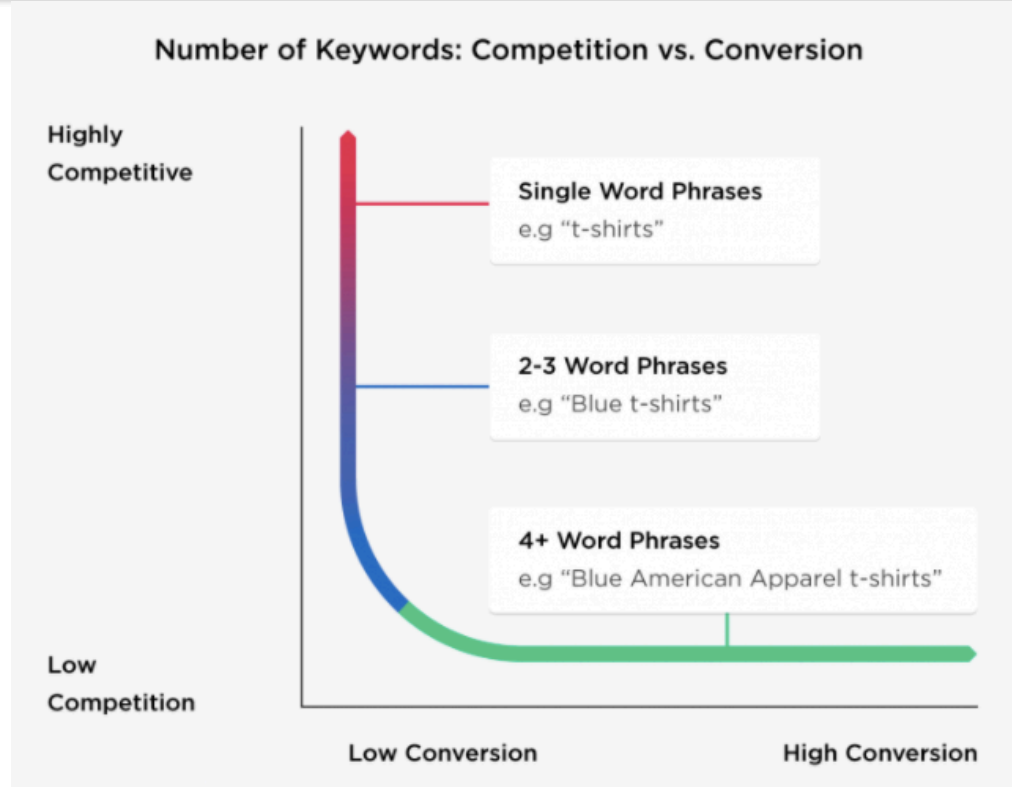 Number of Keywords: Competition vs. Conversion
Highly
Competitive
Single Word Phrases
e.g “t-shirts”
2-3 Word Phrases
e.g “Blue t-shirts”
4+ Word Phrases
e.g “Blue American Apparel t-shirts”
Low
Competition
Low Conversion
High Conversion